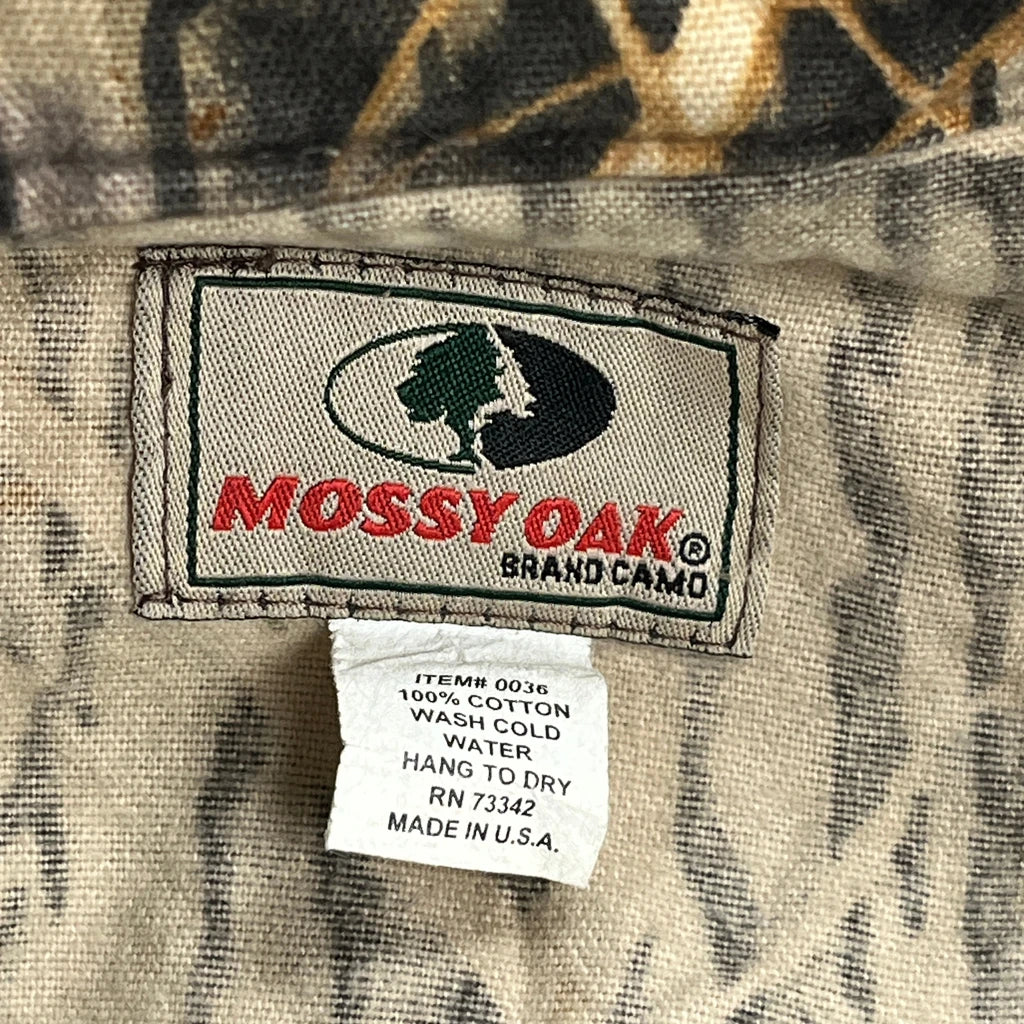 MOSSY OAK®
BRAND CAMO
ITEM# 0036
100% COTTON
WASH COLD
WATER
HANG TO DRY
RN 73342
MADE IN U.S.A.